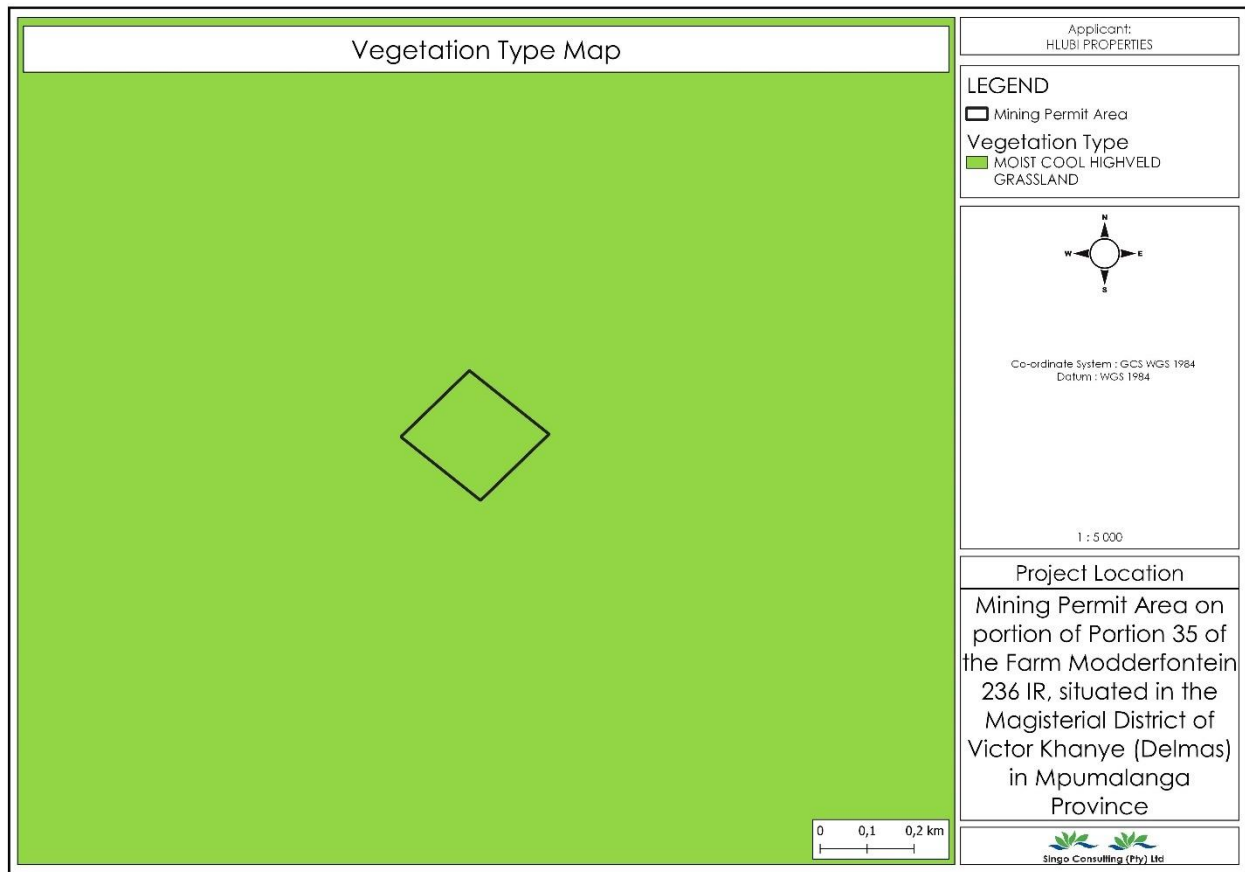 Vegetation Type Map
Applicant:
HLUBI PROPERTIES
LEGEND
Mining Permit Area
Vegetation Type
MOIST COOL HIGHVELD
GRASSLAND
N
W E
S
Co-ordinate System : GCS WGS 1984
Datum : WGS 1984
1 : 5 000
Project Location
Mining Permit Area on
portion of Portion 35 of
the Farm Modderfontein
236 IR, situated in the
Magisterial District of
Victor Khanye (Delmas)
in Mpumalanga
Province
0 0,1 0,2 km
Singo Consulting (Pty) Ltd